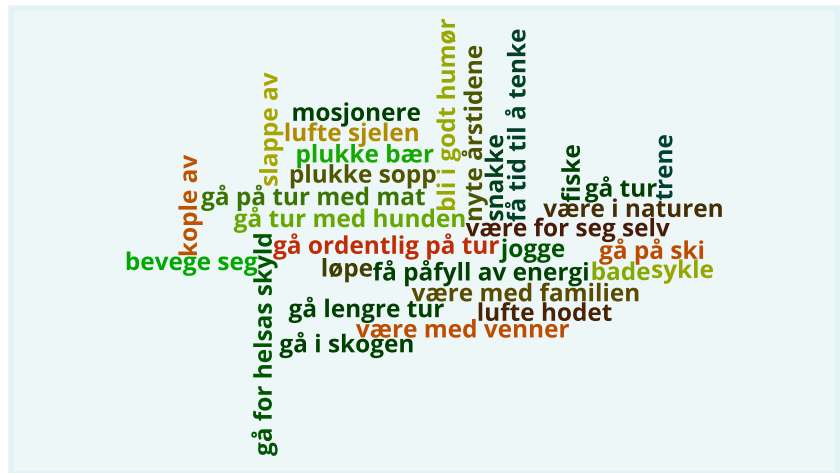 bli i godt humør
få tid til å tenke
nyte årstidene
slappe av
mosjonere
lufte sjelen
snakke
trene
fiske
plukke bær
kople av
plukke sopp
gå tur
gå på tur med mat
være i naturen
gå tur med hunden
være for seg selv
gå for helsas skyld
gå ordentlig på tur
jogge
gå på ski
bevege seg
løpe
få påfyll av energi
bade
sykle
være med familien
gå lengre tur
lufte hodet
være med venner
gå i skogen